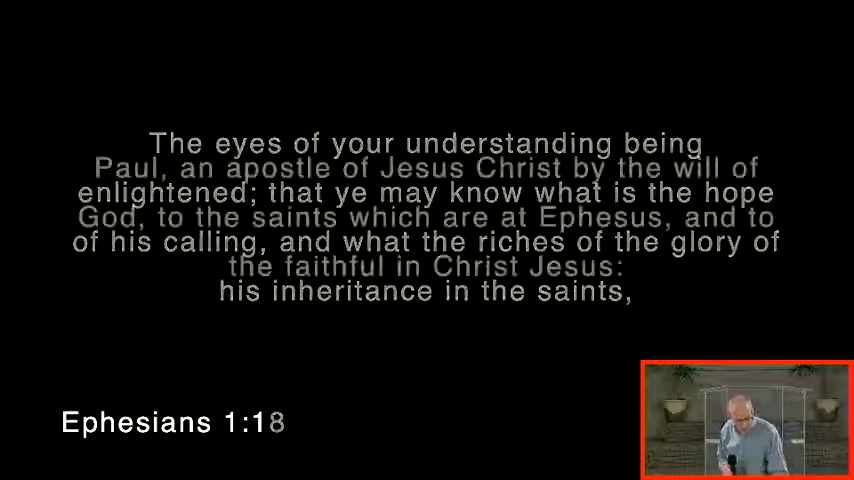 The eyes of your understanding being
Paul, an apostle of Jesus Christ by the will of
enlightened; that ye may know what is the hope
God, to the saints which are at Ephesus, and to
of his calling, and what the riches of the glory of
the faithful in Christ Jesus:
his inheritance in the saints,
Ephesians 1:18